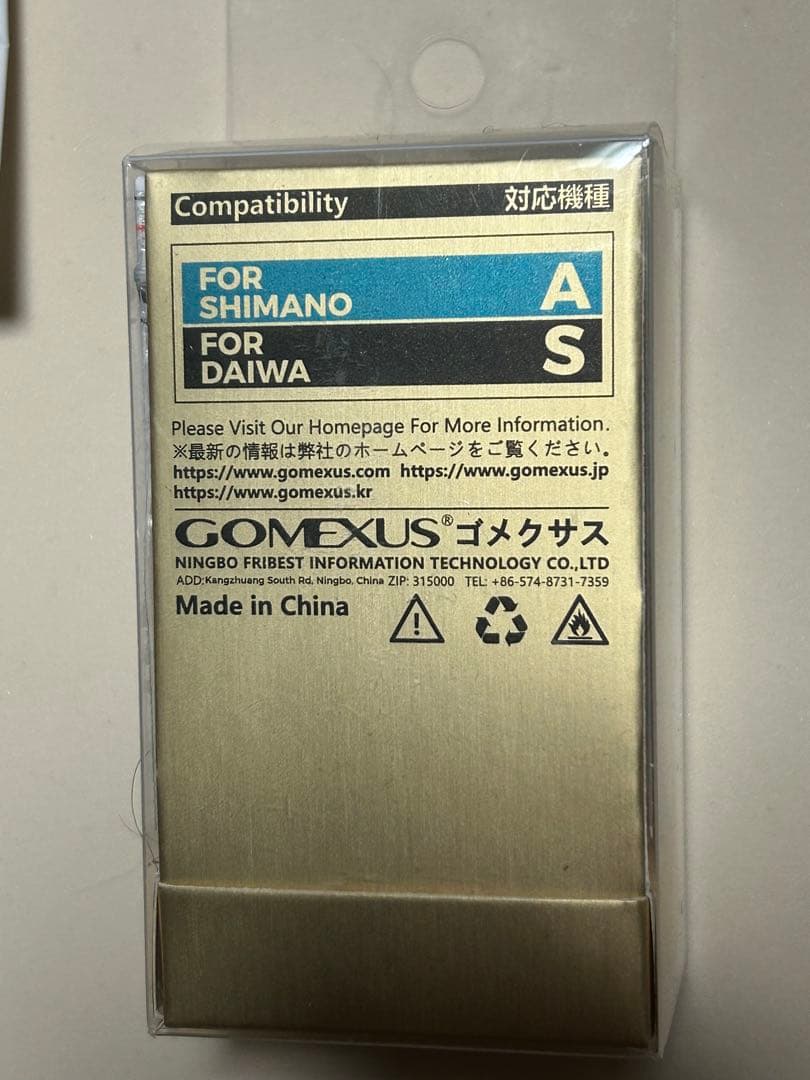 Compatibility 対応機種
FOR SHIMANO A
FOR DAIWA S
Please Visit Our Homepage For More Information.
※最新の情報は弊社のホームページをご覧ください。
https://www.gomexus.com https://www.gomexus.jp
https://www.gomexus.kr
GOMEXUS® ゴメクサス
NINGBO FRIBEST INFORMATION TECHNOLOGY CO.,LTD
ADD:Kangzhuang South Rd, Ningbo, China ZIP: 315000 TEL: +86-574-8731-7359
Made in China